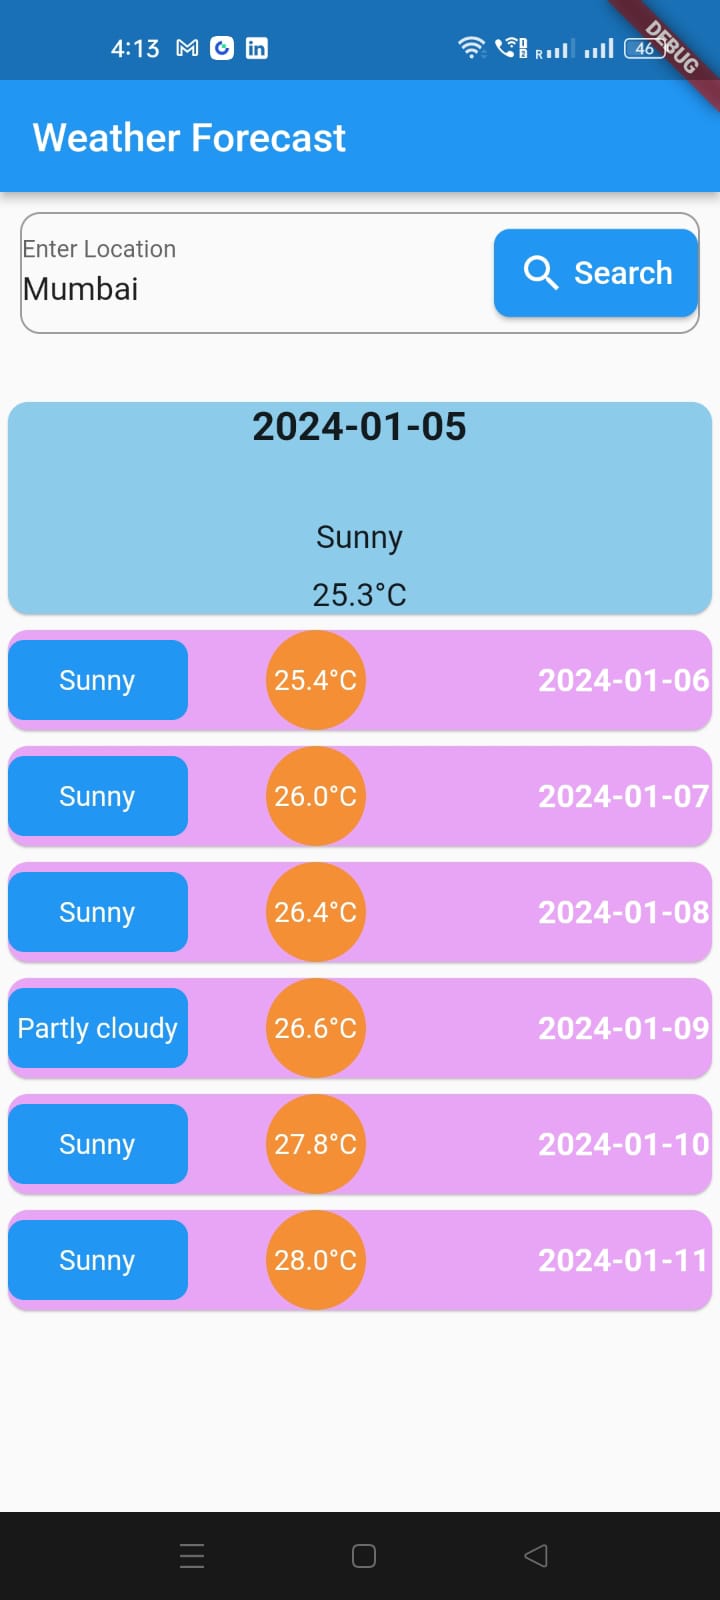 4:13
R
46
DEBUG
Weather Forecast
Enter Location
Mumbai
Search
2024-01-05
Sunny
25.3°C
Sunny 25.4°C 2024-01-06
Sunny 26.0°C 2024-01-07
Sunny 26.4°C 2024-01-08
Partly cloudy 26.6°C 2024-01-09
Sunny 27.8°C 2024-01-10
Sunny 28.0°C 2024-01-11